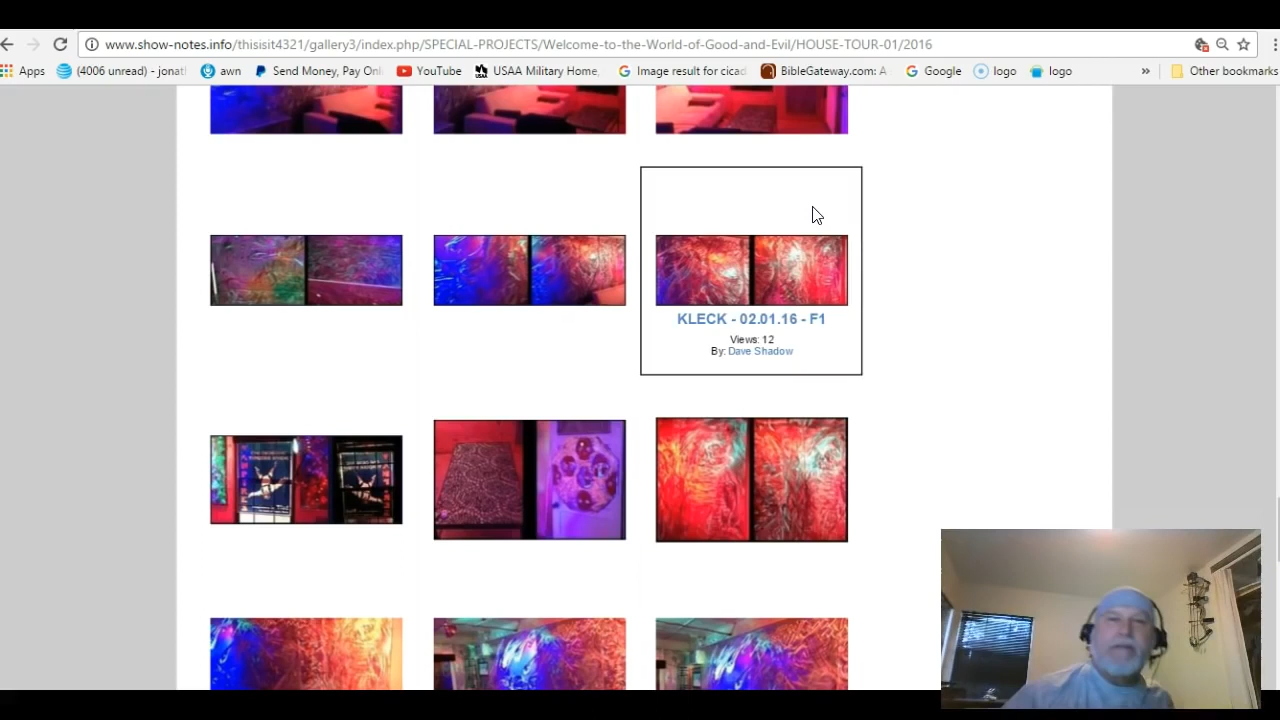 www.show-notes.info/thisisit4321/gallery3/index.php/SPECIAL-PROJECTS/Welcome-to-the-World-of-Good-and-Evil/HOUSE-TOUR-01/2016
Apps (4006 unread) - jonatl awn Send Money, Pay Onli YouTube USAA Military Home, Image result for cicad BibleGateway.com: A Google logo logo » Other bookmarks
KLECK - 02.01.16 - F1
Views: 12
By: Dave Shadow